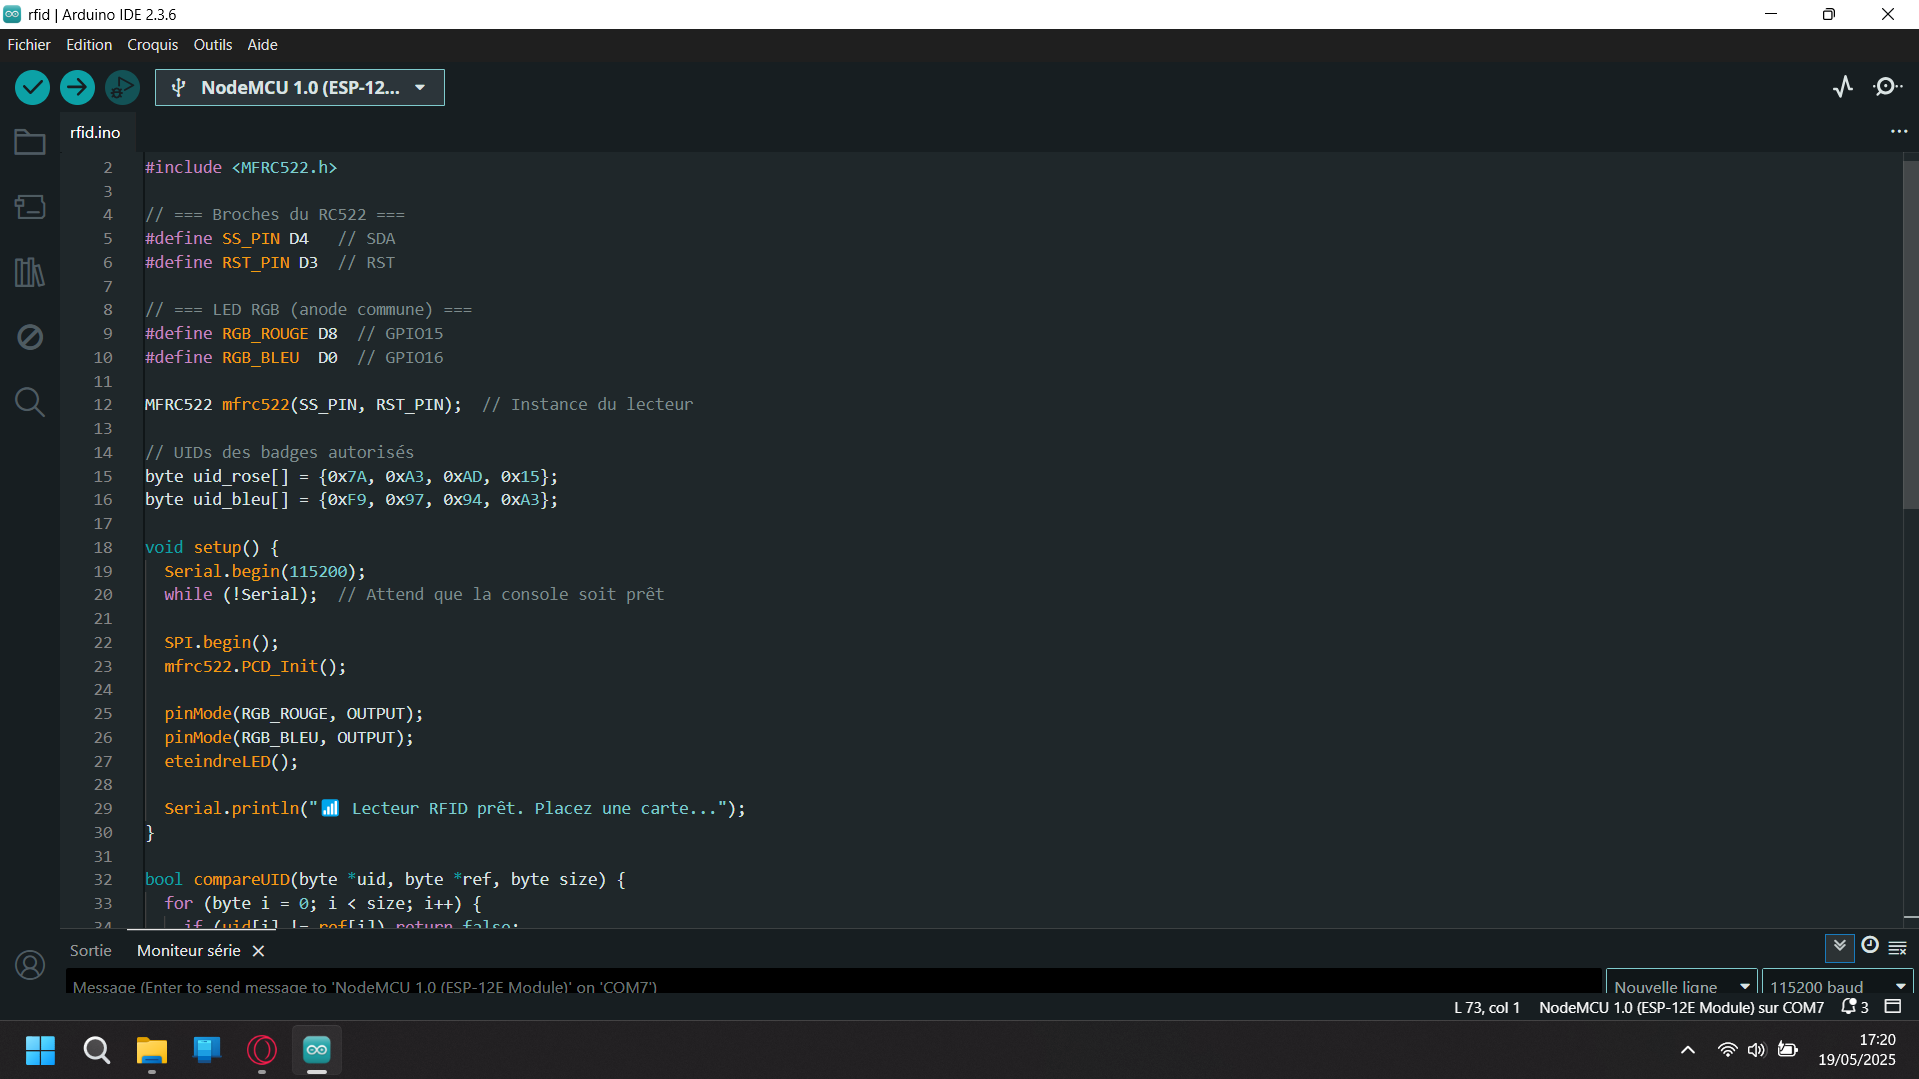 rfid | Arduino IDE 2.3.6
Fichier Edition Croquis Outils Aide
NodeMCU 1.0 (ESP-12...
rfid.ino
2 #include <MFRC522.h>
3
4 // === Broches du RC522 ===
5 #define SS_PIN D4 // SDA
6 #define RST_PIN D3 // RST
7
8 // === LED RGB (anode commune) ===
9 #define RGB_ROUGE D8 // GPIO15
10 #define RGB_BLEU D0 // GPIO16
11
12 MFRC522 mfrc522(SS_PIN, RST_PIN); // Instance du lecteur
13
14 // UIDs des badges autorisés
15 byte uid_rose[] = {0x7A, 0xA3, 0xAD, 0x15};
16 byte uid_bleu[] = {0xF9, 0x97, 0x94, 0xA3};
17
18 void setup() {
19 Serial.begin(115200);
20 while (!Serial); // Attend que la console soit prêt
21
22 SPI.begin();
23 mfrc522.PCD_Init();
24
25 pinMode(RGB_ROUGE, OUTPUT);
26 pinMode(RGB_BLEU, OUTPUT);
27 eteindreLED();
28
29 Serial.println("📶 Lecteur RFID prêt. Placez une carte...");
30 }
31
32 bool compareUID(byte *uid, byte *ref, byte size) {
33 for (byte i = 0; i < size; i++) {
34 if (uid[i] != ref[i]) return false;
Sortie Moniteur série
Message (Enter to send message to 'NodeMCU 1.0 (ESP-12E Module)' on 'COM7')
Nouvelle ligne 115200 baud
L 73, col 1 NodeMCU 1.0 (ESP-12E Module) sur COM7 3
17:20
19/05/2025